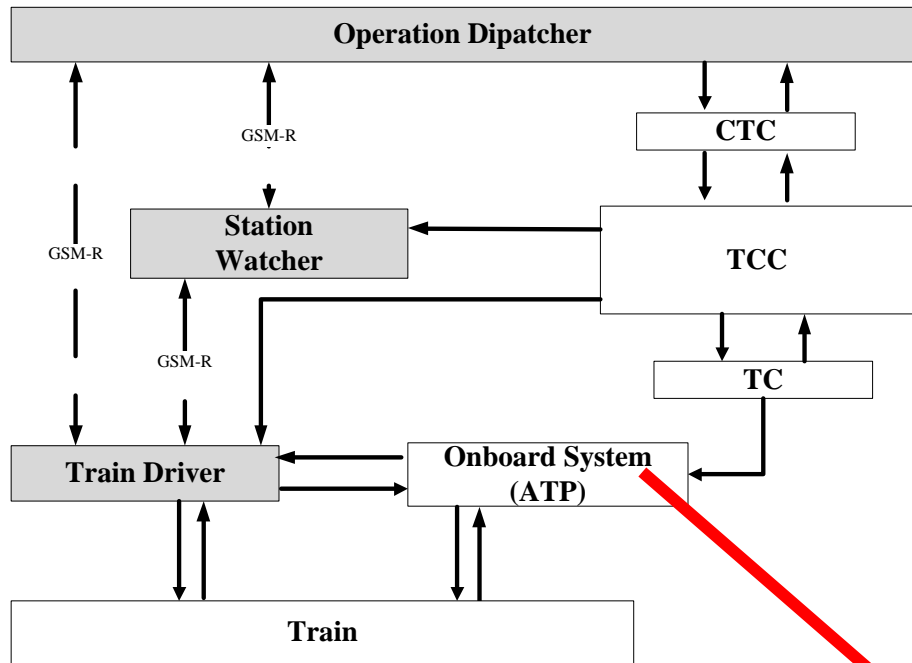 Operation Dipatcher
GSM-R
CTC
Station
Watcher
GSM-R
TCC
GSM-R
TC
Train Driver
Onboard System
(ATP)
Train